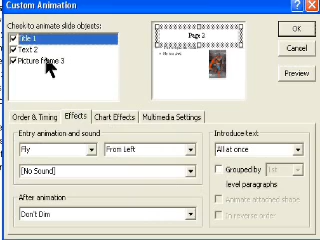 Custom Animation
Check to animate slide objects:
Title 1
Text 2
Picture frame 3
Page 2
OK
Cancel
Preview
Order & Timing
Effects
Chart Effects
Multimedia Settings
Entry animation and sound
Fly
From Left
[No Sound]
Introduce text
All at once
Grouped by
1st
level paragraphs
Animate attached shape
In reverse order
After animation
Don't Dim